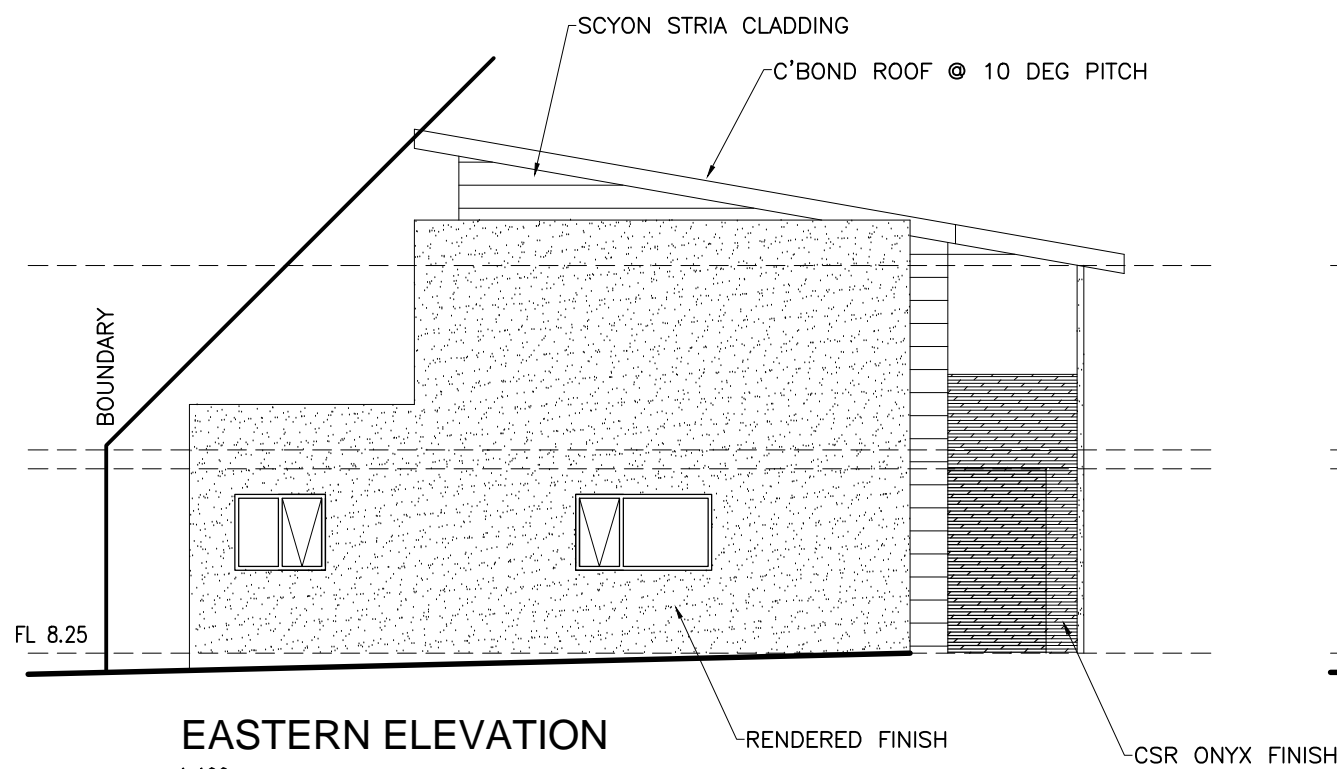 SCYON STRIA CLADDING
C'BOND ROOF @ 10 DEG PITCH
BOUNDARY
FL 8.25
EASTERN ELEVATION
RENDERED FINISH
CSR ONYX FINISH